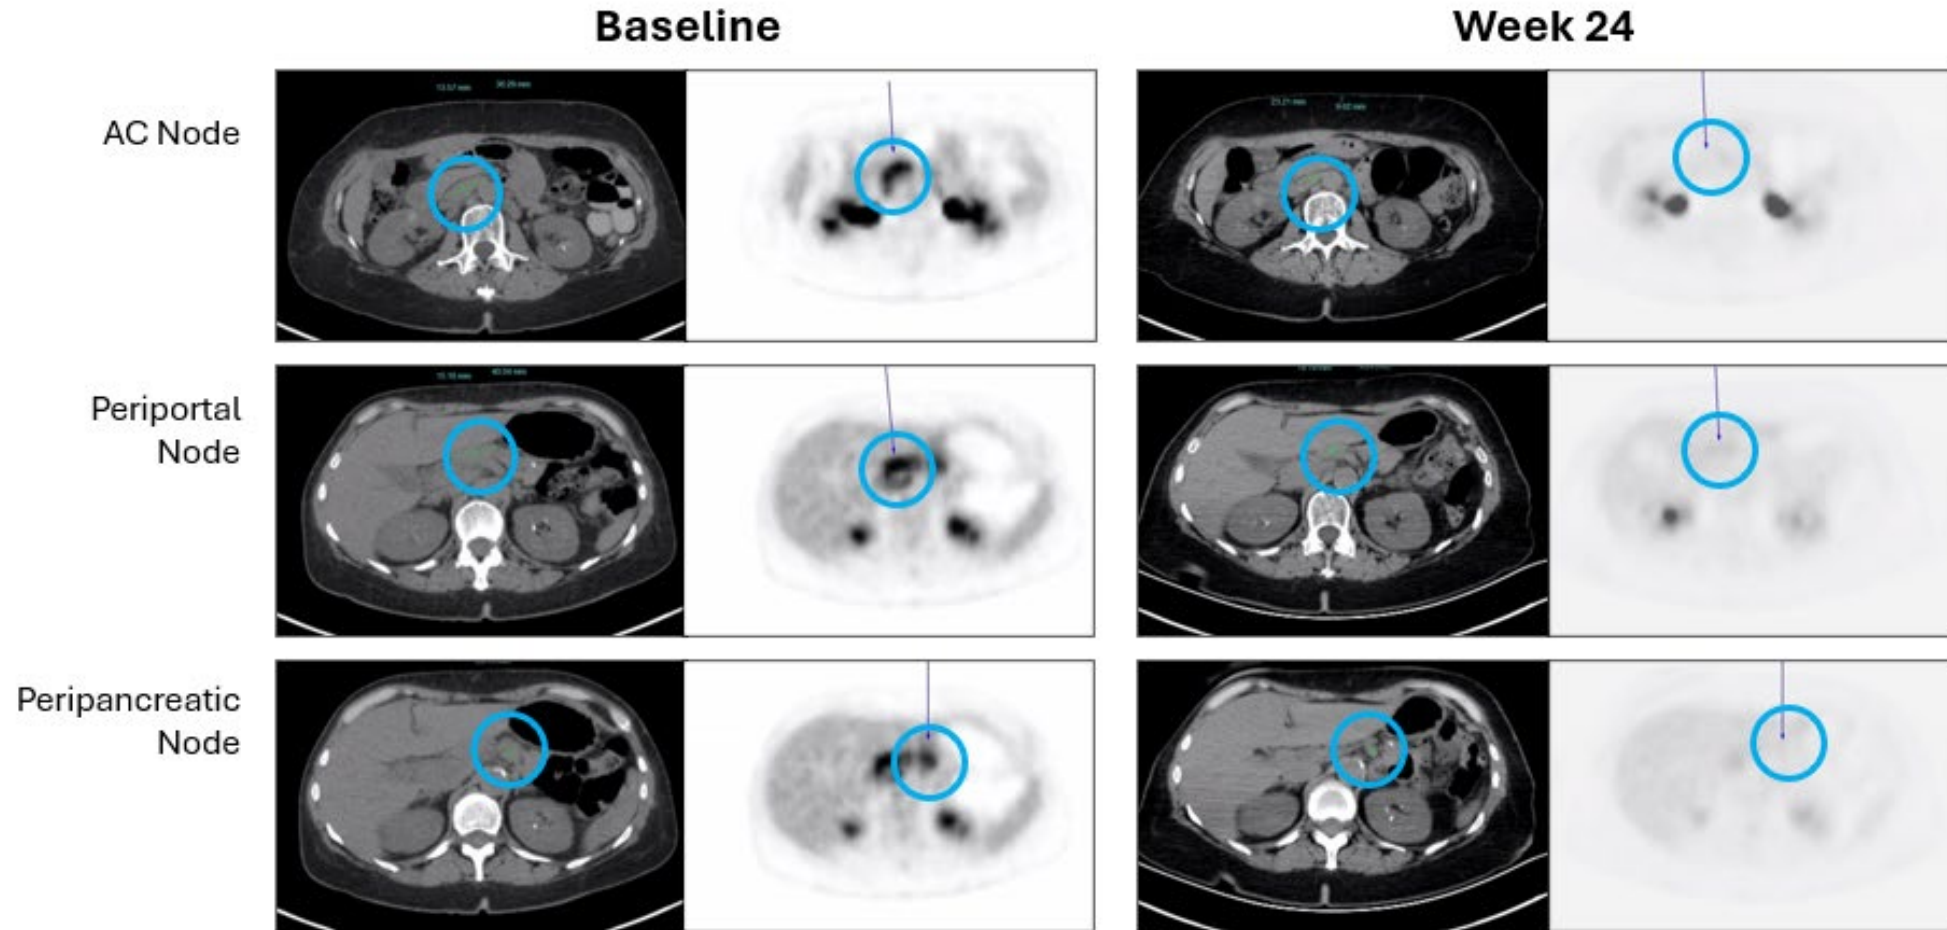 Baseline
Week 24
AC Node
Periportal
Node
Peripancreatic
Node